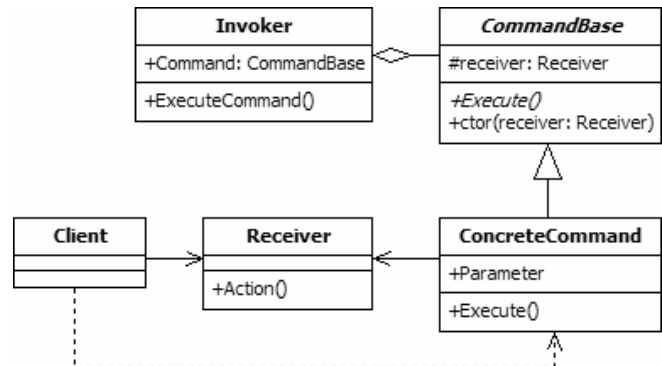 Invoker
+Command: CommandBase
+ExecuteCommand()
CommandBase
#receiver: Receiver
+Execute()
+ctor(receiver: Receiver)
Client
Receiver
+Action()
ConcreteCommand
+Parameter
+Execute()